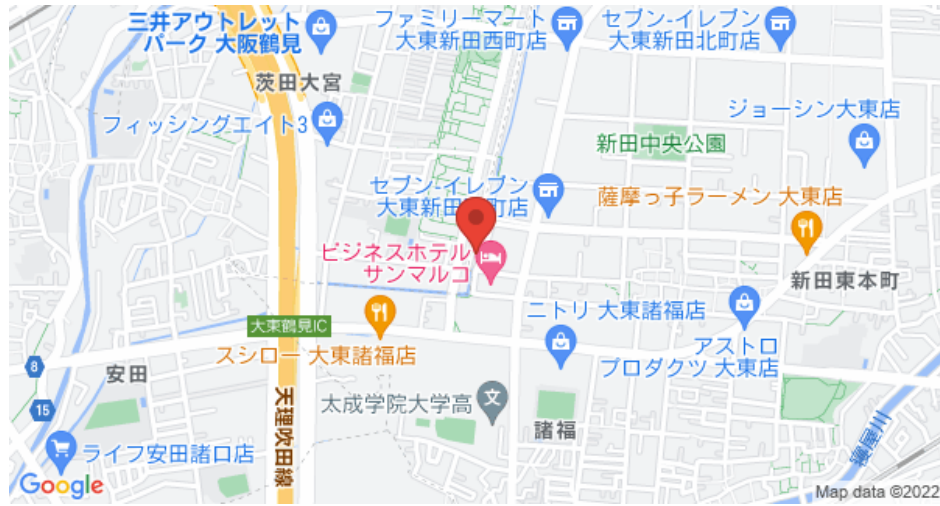 三井アウトレット
パーク 大阪鶴見
ファミリーマート
大東新田西町店
セブン-イレブン
大東新田北町店
茨田大宮
フィッシングエイト3
ジョーシン大東店
新田中央公園
セブン-イレブン
大東新田
町店
薩摩っ子ラーメン 大東店
ビジネスホテル
サンマルコ
新田東本町
ニトリ 大東諸福店
大東鶴見IC
スシロー 大東諸福店
アストロ
プロダクツ 大東店
8
安田
15
天理吹田線
太成学院大学高
文
諸福
ライフ安田諸口店
Google
Map data ©2022